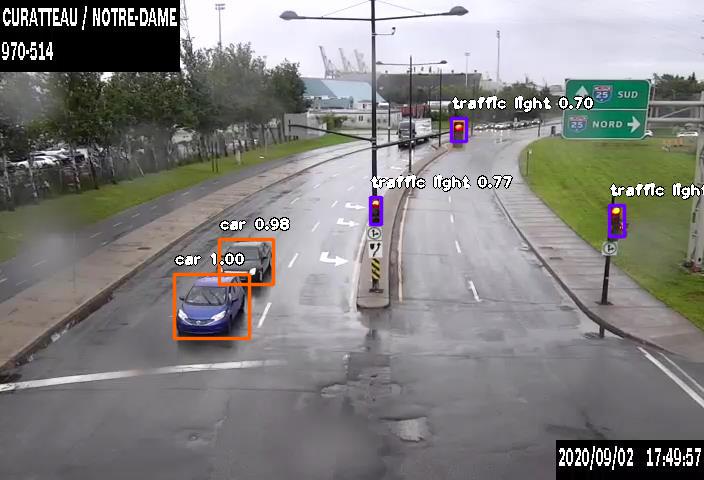 CURATTEAU / NOTRE-DAME
970-514
traffic light 0.70
25 SUD
25 NORD
traffic light 0.77
traffic light
car 0.98
car 1.00
2020/09/02 17:49:57